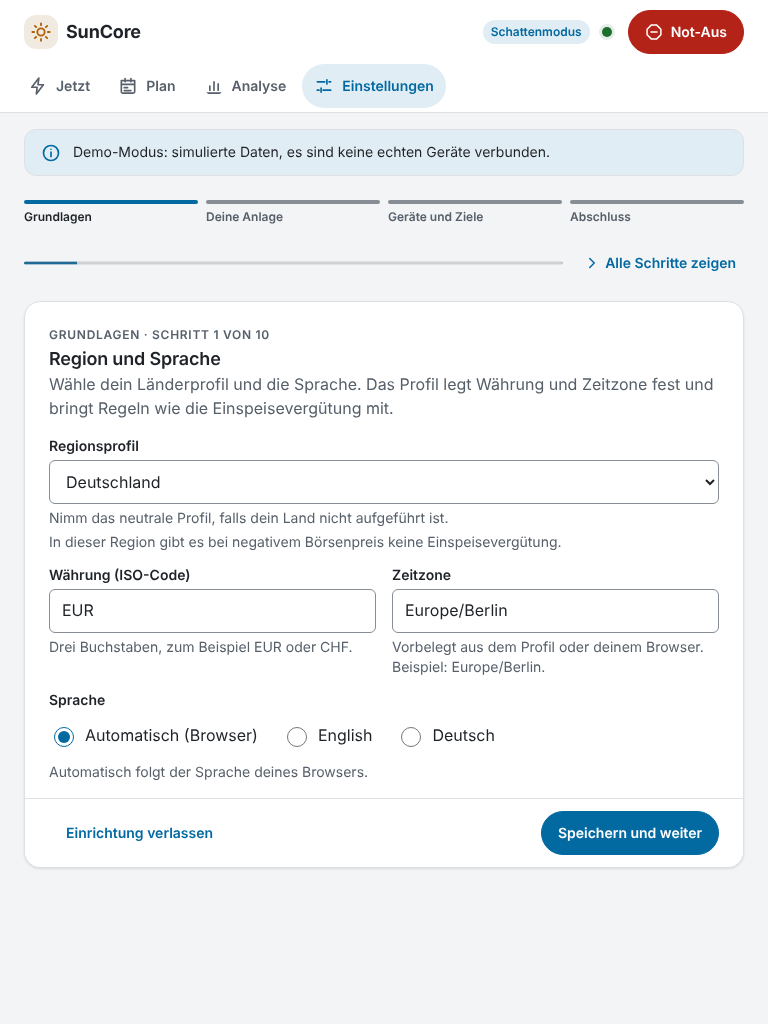 SunCore
Schattenmodus
Not-Aus
Jetzt
Plan
Analyse
Einstellungen
Demo-Modus: simulierte Daten, es sind keine echten Geräte verbunden.
Grundlagen
Deine Anlage
Geräte und Ziele
Abschluss
Alle Schritte zeigen
GRUNDLAGEN · SCHRITT 1 VON 10
Region und Sprache
Wähle dein Länderprofil und die Sprache. Das Profil legt Währung und Zeitzone fest und
bringt Regeln wie die Einspeisevergütung mit.
Regionsprofil
Deutschland
Nimm das neutrale Profil, falls dein Land nicht aufgeführt ist.
In dieser Region gibt es bei negativem Börsenpreis keine Einspeisevergütung.
Währung (ISO-Code)
EUR
Drei Buchstaben, zum Beispiel EUR oder CHF.
Zeitzone
Europe/Berlin
Vorbelegt aus dem Profil oder deinem Browser.
Beispiel: Europe/Berlin.
Sprache
Automatisch (Browser)
English
Deutsch
Automatisch folgt der Sprache deines Browsers.
Einrichtung verlassen
Speichern und weiter